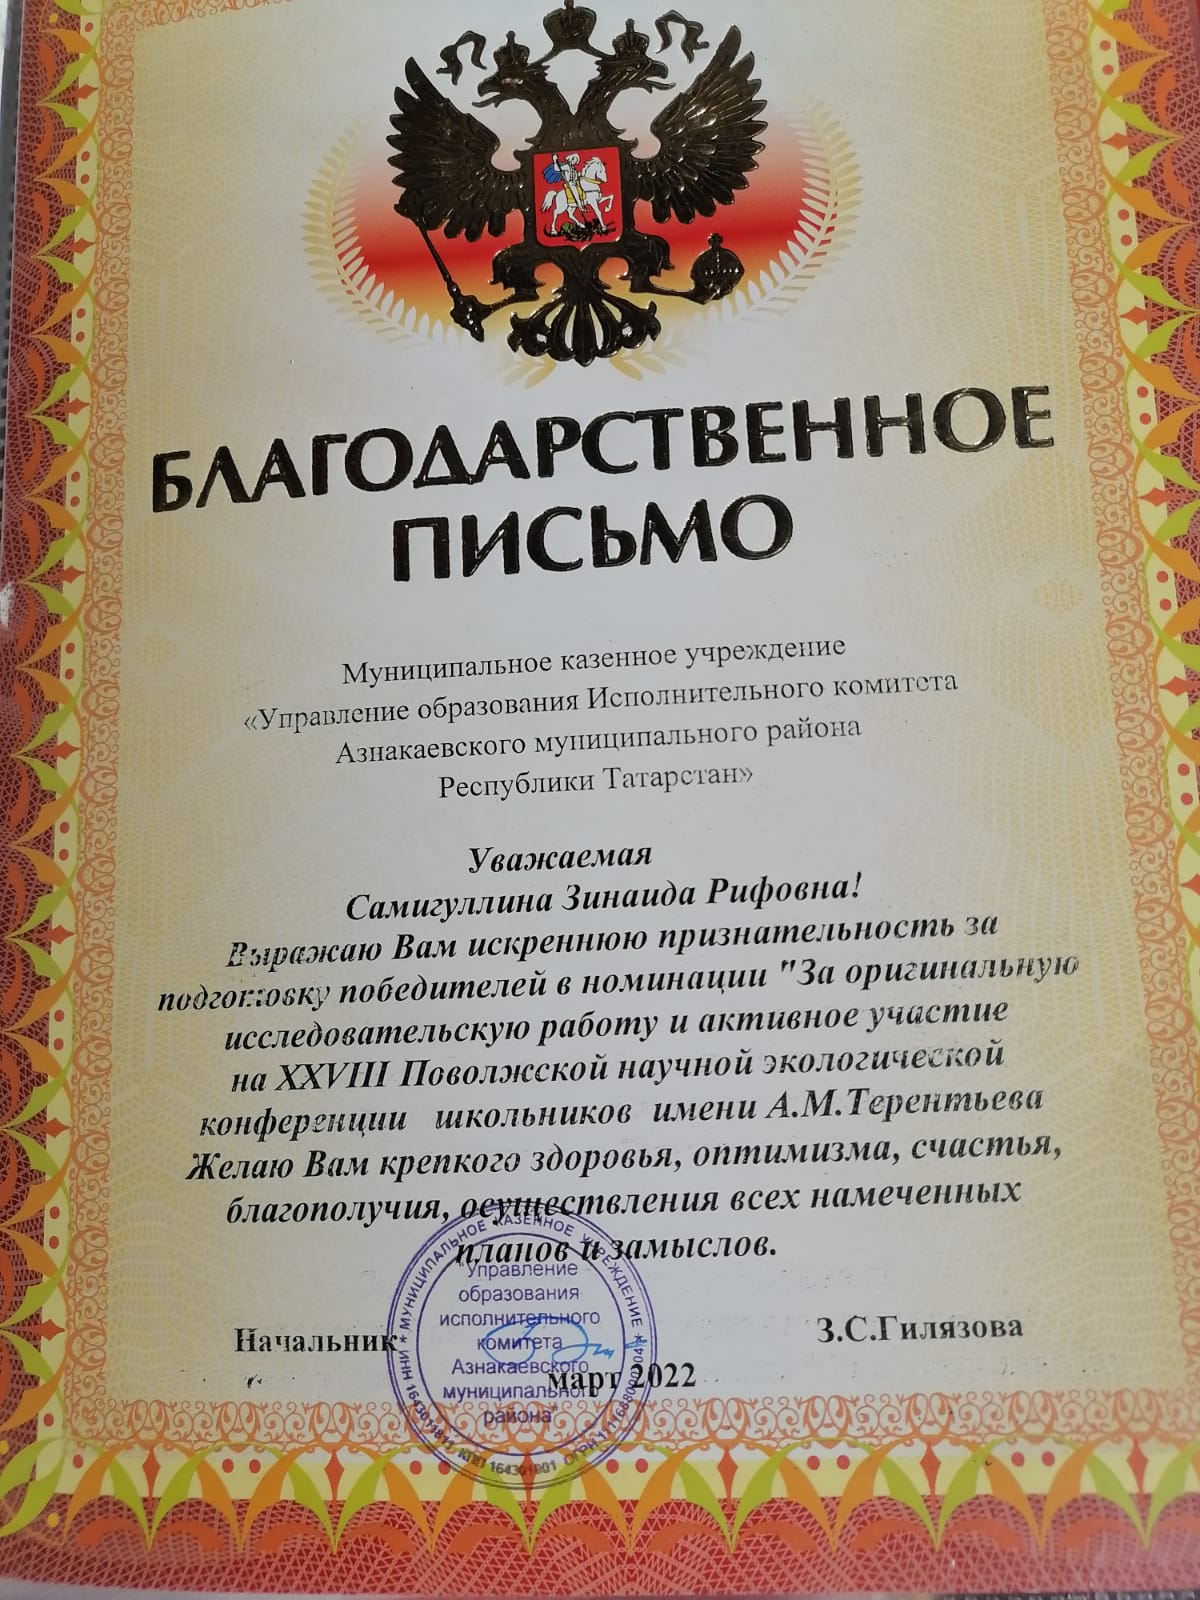 БЛАГОДАРСТВЕННОЕ
ПИСЬМО
Муниципальное казенное учреждение
«Управление образования Исполнительного комитета
Азнакаевского муниципального района
Республики Татарстан»
Уважаемая
Самигуллина Зинаида Рифовна!
Выражаю Вам искреннюю признательность за
подготовку победителей в номинации "За оригинальную
исследовательскую работу и активное участие
на XXVIII Поволжской научной экологической
конференции школьников имени А.М.Терентьева
Желаю Вам крепкого здоровья, оптимизма, счастья,
благополучия, осуществления всех намеченных
планов и замыслов.
Начальник
З.С.Гилязова
март 2022
МУНИЦИПАЛЬНОЕ КАЗЕННОЕ УЧРЕЖДЕНИЕ
"Управление
образования
исполнительного
комитета
Азнакаевского
муниципального
района"